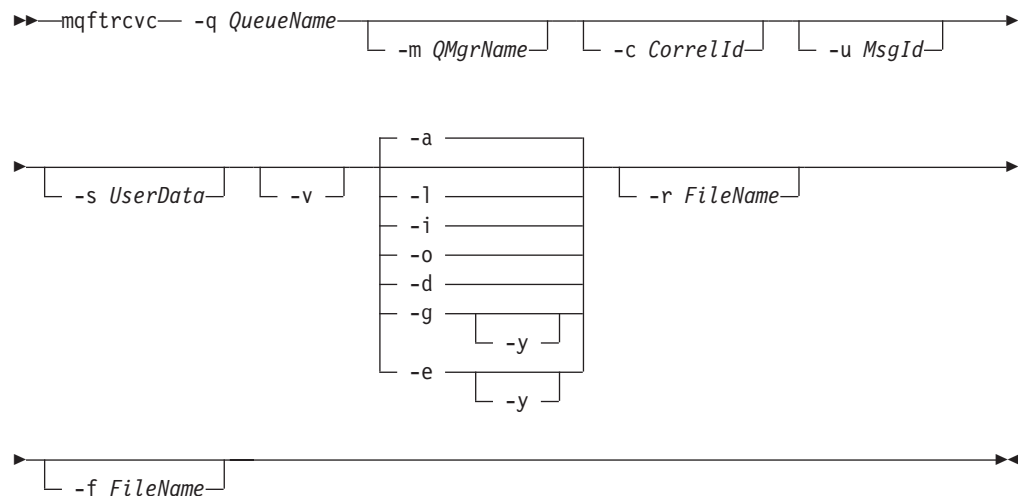 mqftrcvc -q QueueName
-m QMgrName -c CorrelId -u MsgId
-a
-s UserData -v -l -r FileName
-i
-o
-d
-g
-y
-e
-y
-f FileName